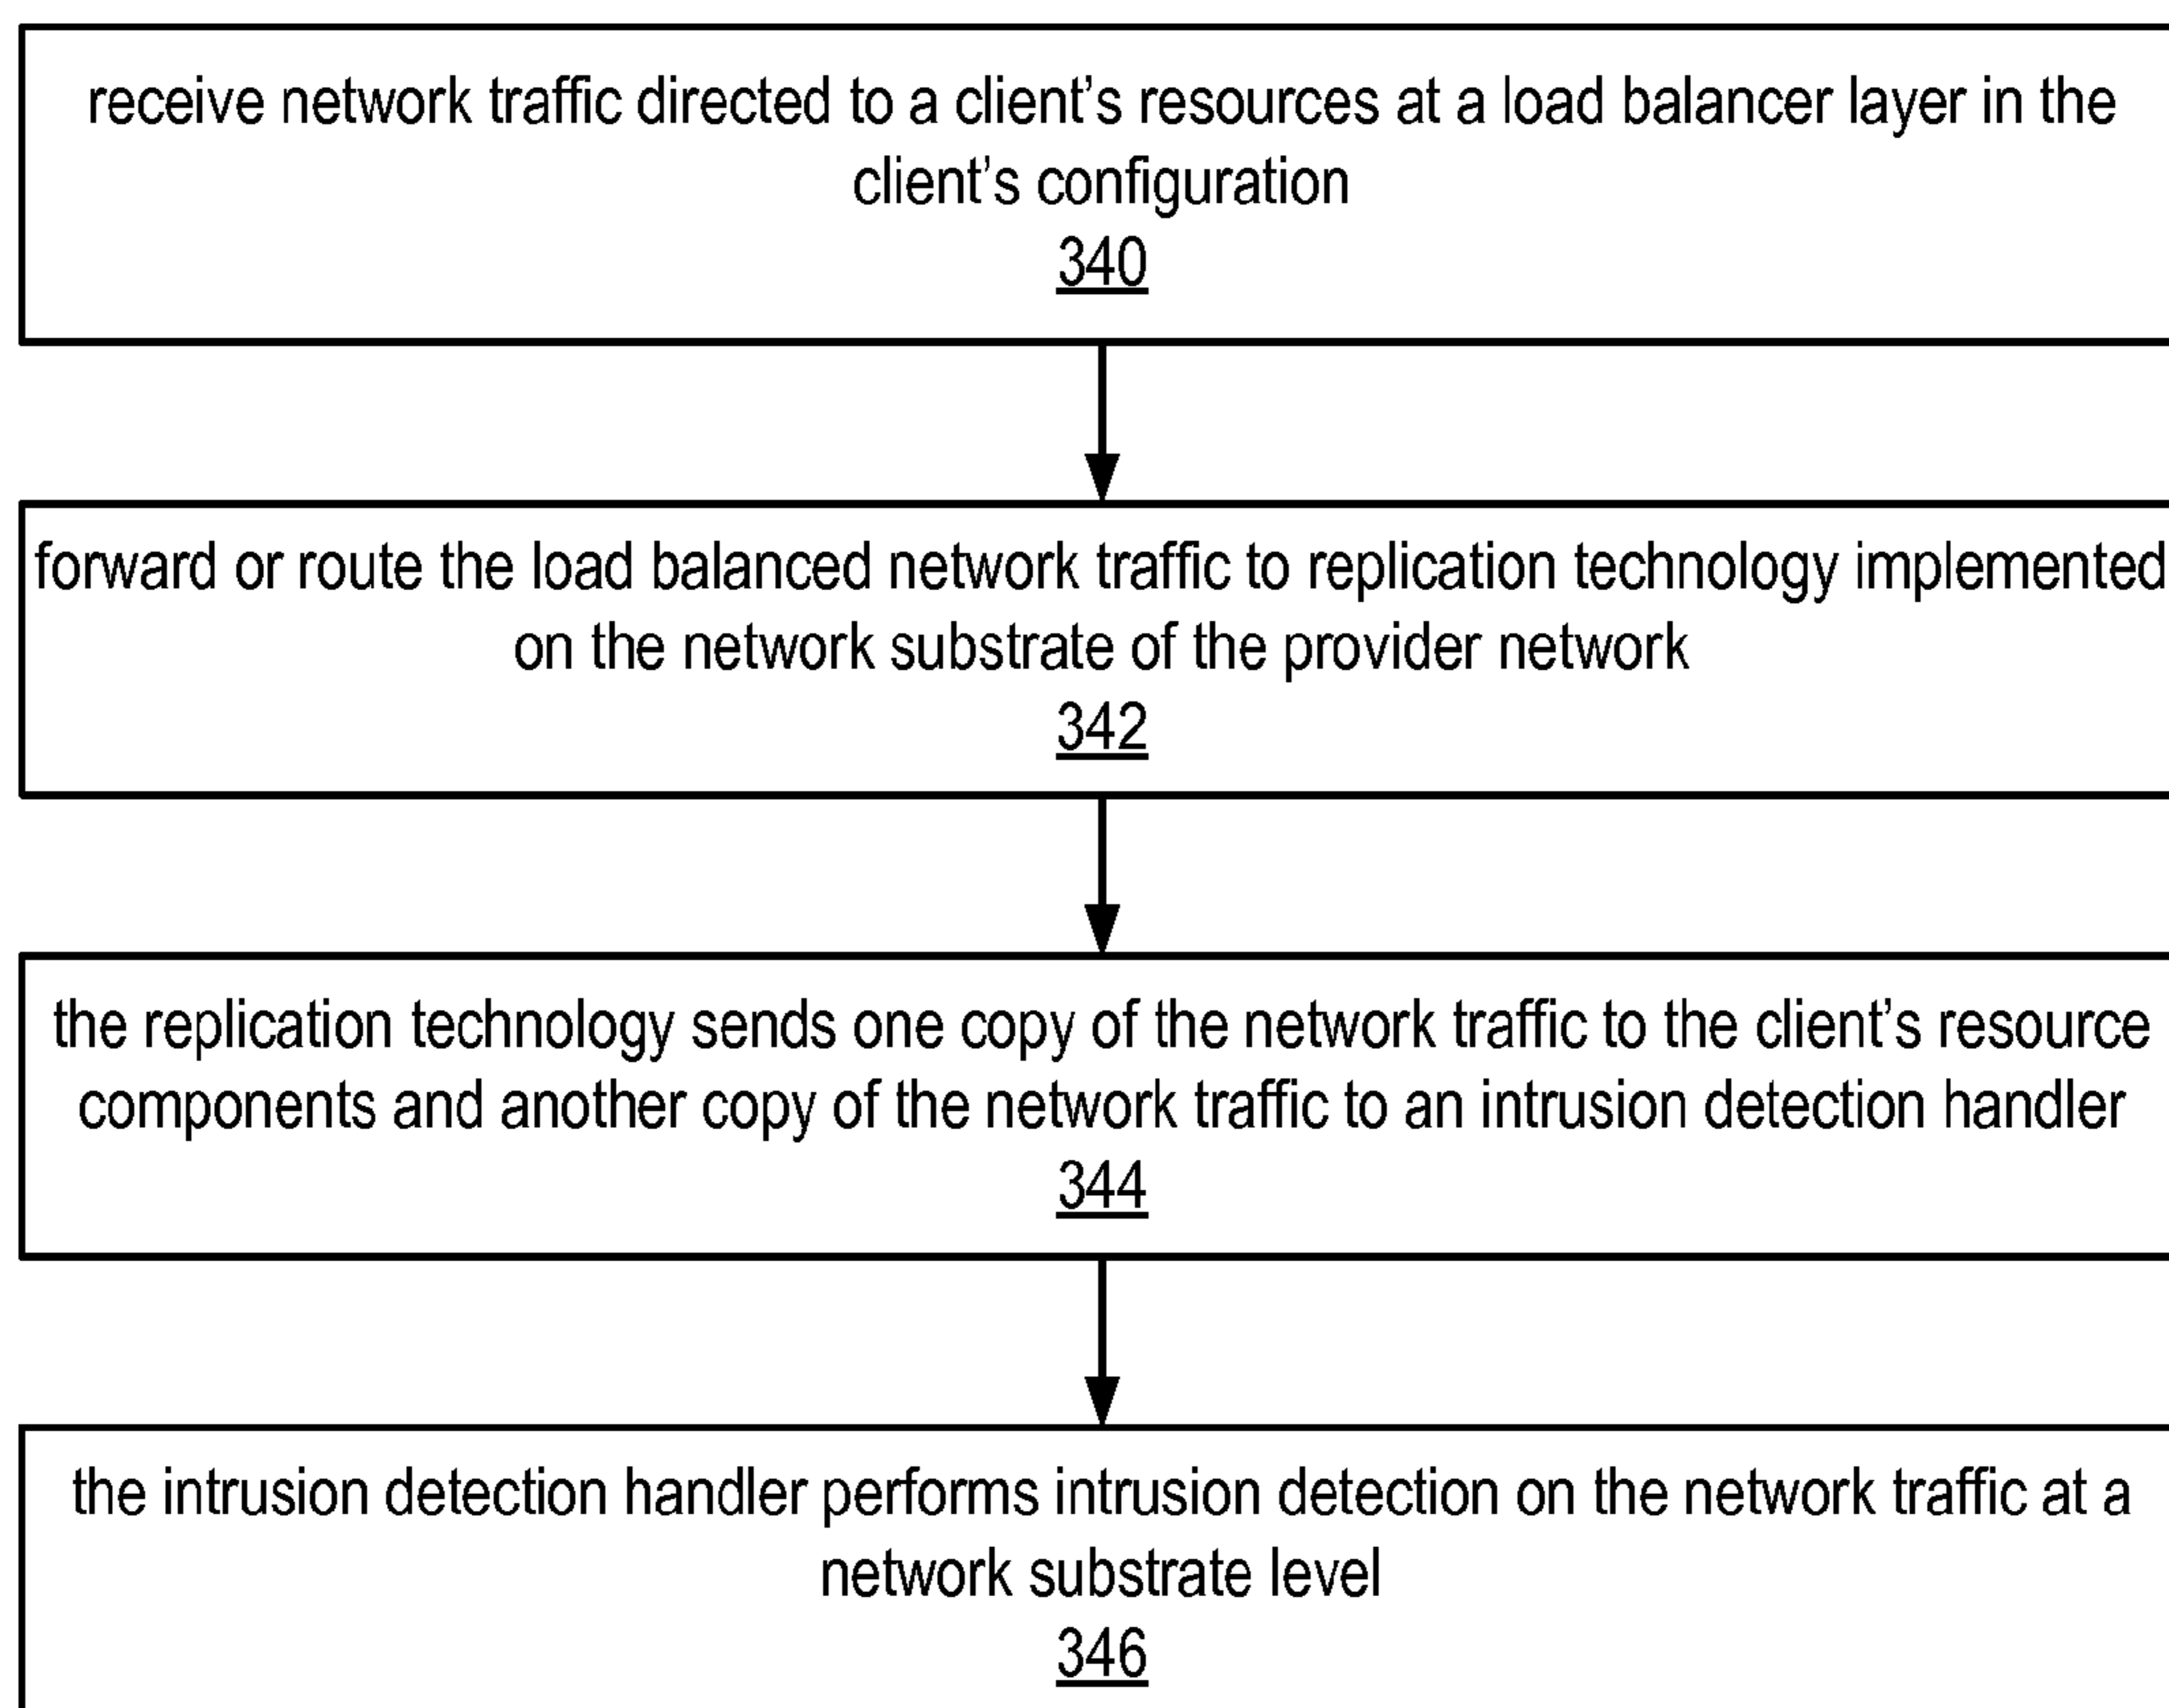 receive network traffic directed to a client’s resources at a load balancer layer in the
client’s configuration
340
forward or route the load balanced network traffic to replication technology implemented
on the network substrate of the provider network
342
the replication technology sends one copy of the network traffic to the client’s resource
components and another copy of the network traffic to an intrusion detection handler
344
the intrusion detection handler performs intrusion detection on the network traffic at a
network substrate level
346